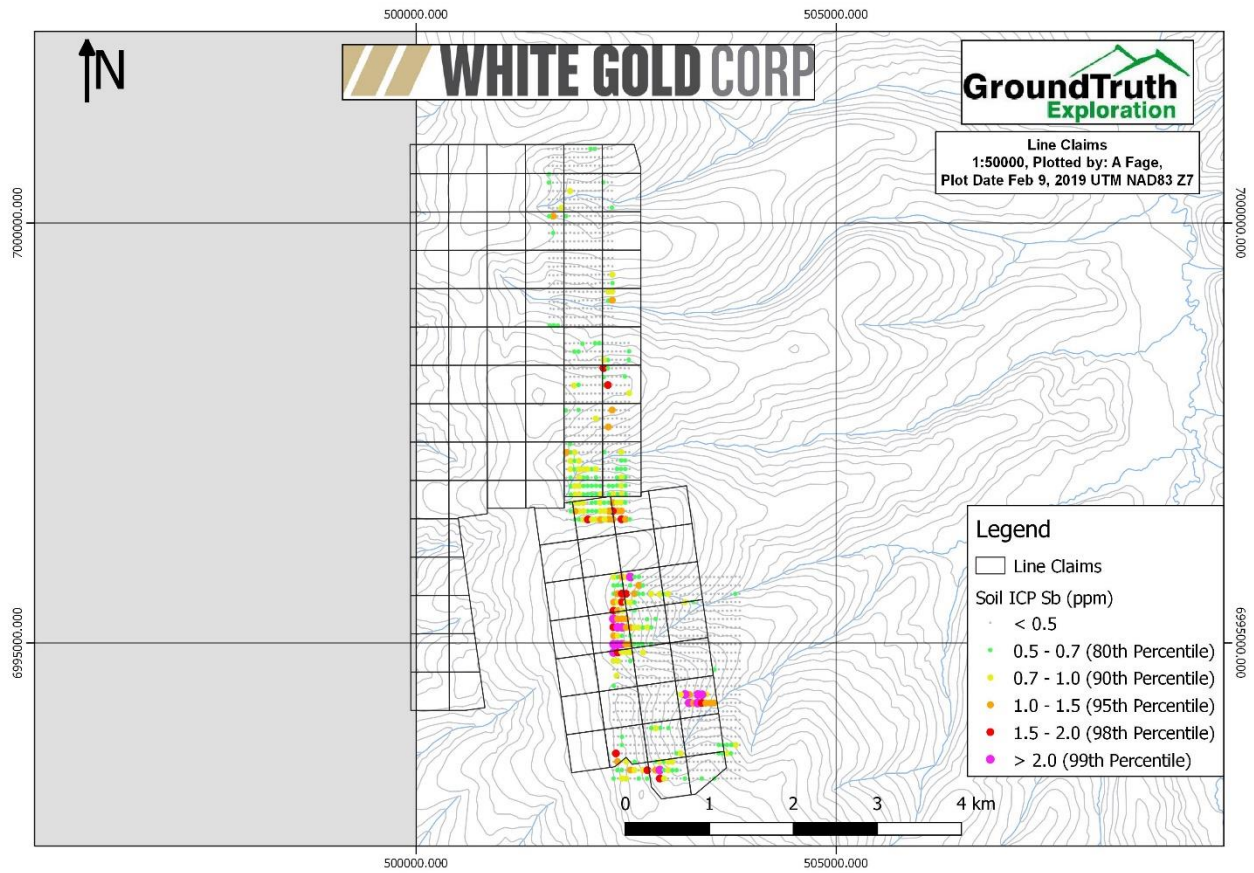 500000.000
505000.000
N
WHITE GOLD CORP
GroundTruth
Exploration
Line Claims
1:50000, Plotted by: A Fage,
Plot Date Feb 9, 2019 UTM NAD83 Z7
7000000.000
7000000.000
Legend
Line Claims
Soil ICP Sb (ppm)
< 0.5
0.5 - 0.7 (80th Percentile)
0.7 - 1.0 (90th Percentile)
1.0 - 1.5 (95th Percentile)
1.5 - 2.0 (98th Percentile)
> 2.0 (99th Percentile)
6995000.000
6995000.000
0 1 2 3 4 km
500000.000
505000.000